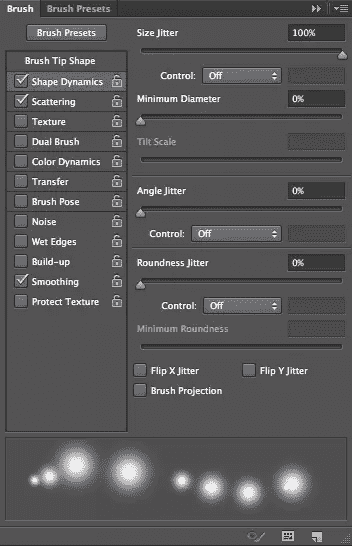 Brush Brush Presets
Brush Presets
Brush Tip Shape
Shape Dynamics
Scattering
Texture
Dual Brush
Color Dynamics
Transfer
Brush Pose
Noise
Wet Edges
Build-up
Smoothing
Protect Texture
Size Jitter 100%
Control: Off
Minimum Diameter 0%
Tilt Scale
Angle Jitter 0%
Control: Off
Roundness Jitter 0%
Control: Off
Minimum Roundness
Flip X Jitter Flip Y Jitter
Brush Projection